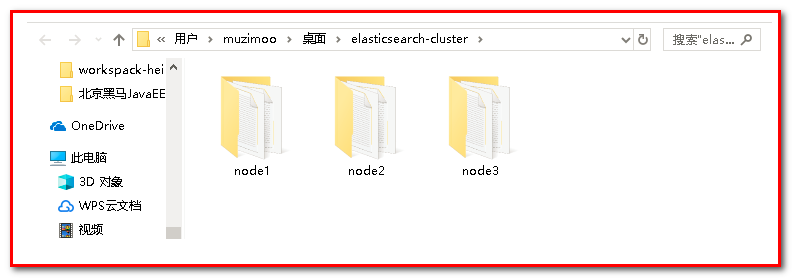 « 用户 > muzimoo > 桌面 > elasticsearch-cluster >
搜索"elas...
workspack-hei
北京黑马JavaEE
OneDrive
此电脑
3D 对象
WPS云文档
视频
node1
node2
node3